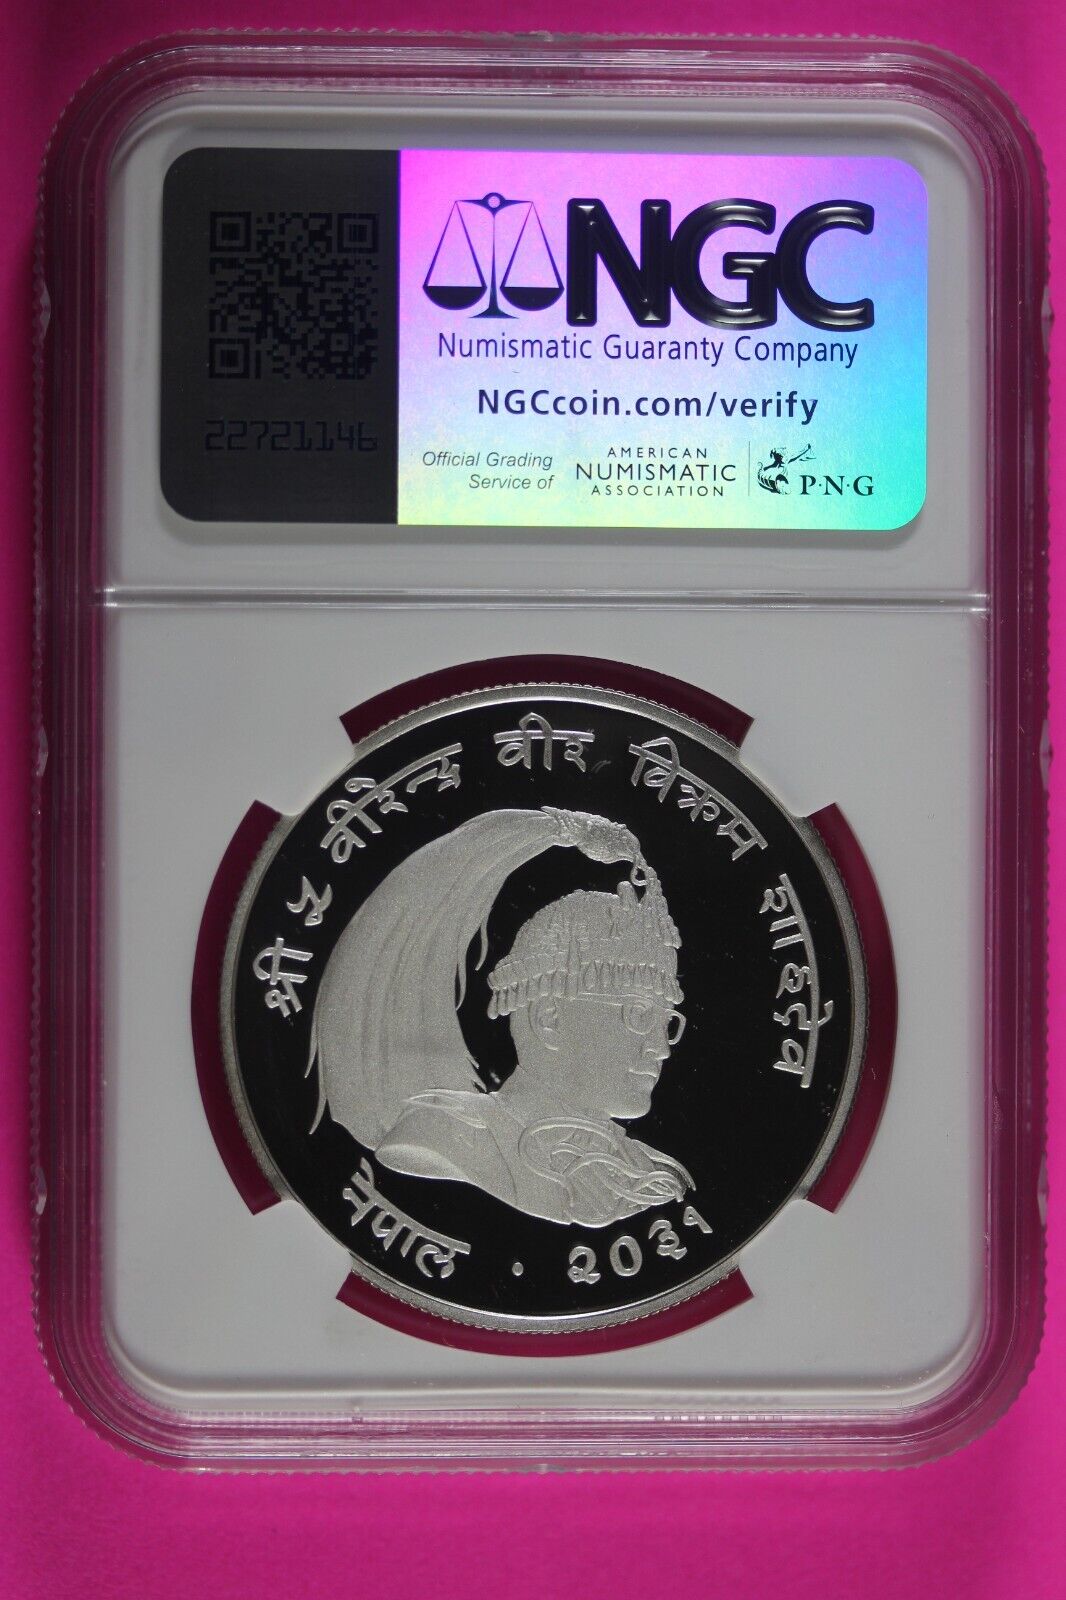 NGC
Numismatic Guaranty Company
NGCcoin.com/verify
Official Grading
Service of
AMERICAN
NUMISMATIC
ASSOCIATION
P·N·G
22721146
श्री ५ वीरेन्द्र वीर विक्रम शाहदेव
नेपाल · २०३१